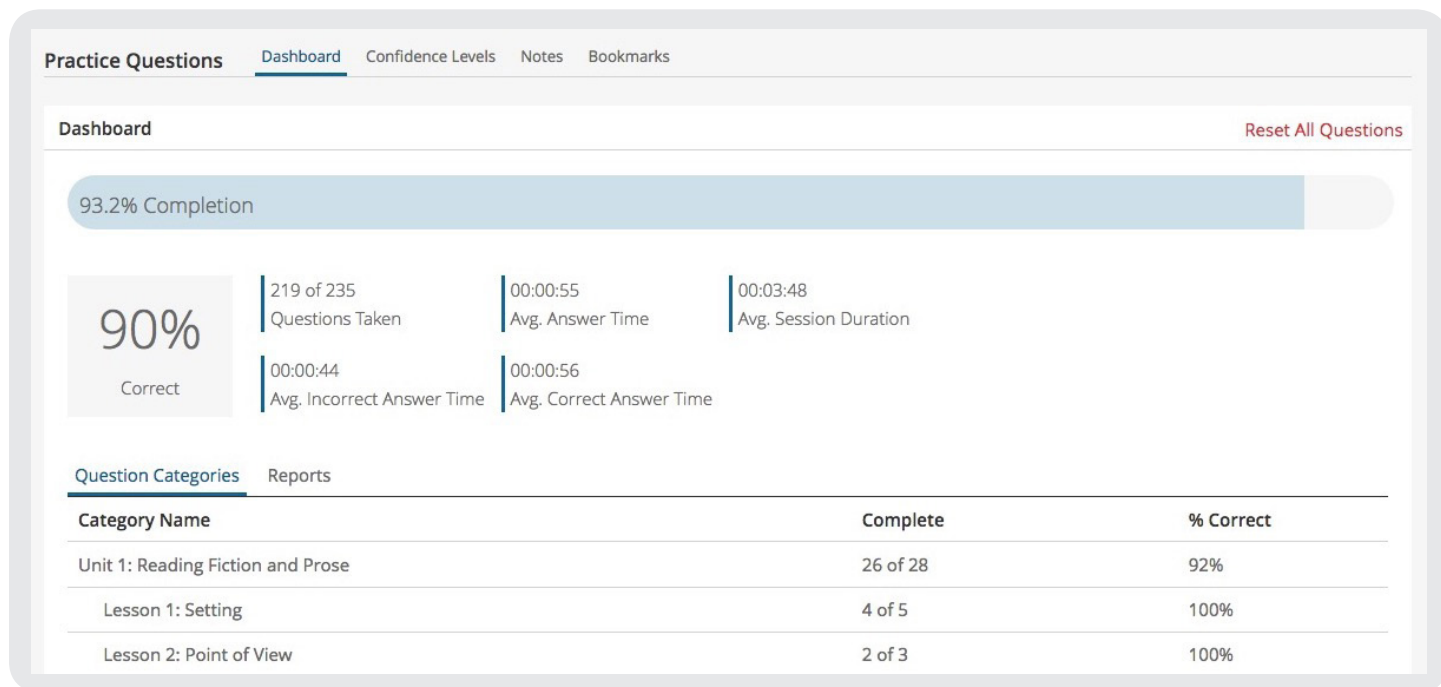 Practice Questions Dashboard Confidence Levels Notes Bookmarks
Dashboard Reset All Questions
93.2% Completion
90%
Correct
219 of 235
Questions Taken
00:00:55
Avg. Answer Time
00:03:48
Avg. Session Duration
00:00:44
Avg. Incorrect Answer Time
00:00:56
Avg. Correct Answer Time
Question Categories Reports
Category Name Complete % Correct
Unit 1: Reading Fiction and Prose 26 of 28 92%
Lesson 1: Setting 4 of 5 100%
Lesson 2: Point of View 2 of 3 100%